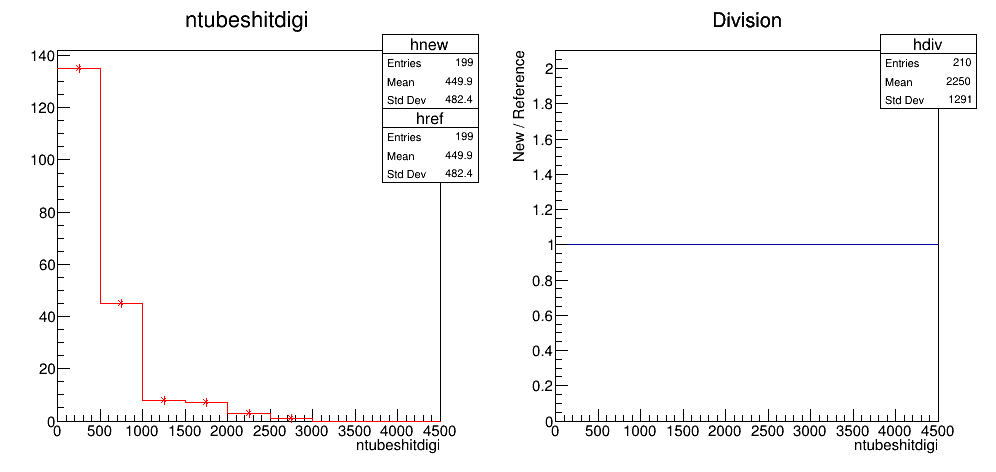 ntubeshitdigi
hnew
Entries 199
Mean 449.9
Std Dev 482.4
href
Entries 199
Mean 449.9
Std Dev 482.4
140
120
100
80
60
40
20
0
0 500 1000 1500 2000 2500 3000 3500 4000 4500
ntubeshitdigi
Division
hdiv
Entries 210
Mean 2250
Std Dev 1291
New / Reference
2
1.8
1.6
1.4
1.2
1
0.8
0.6
0.4
0.2
0
0 500 1000 1500 2000 2500 3000 3500 4000 4500
ntubeshitdigi